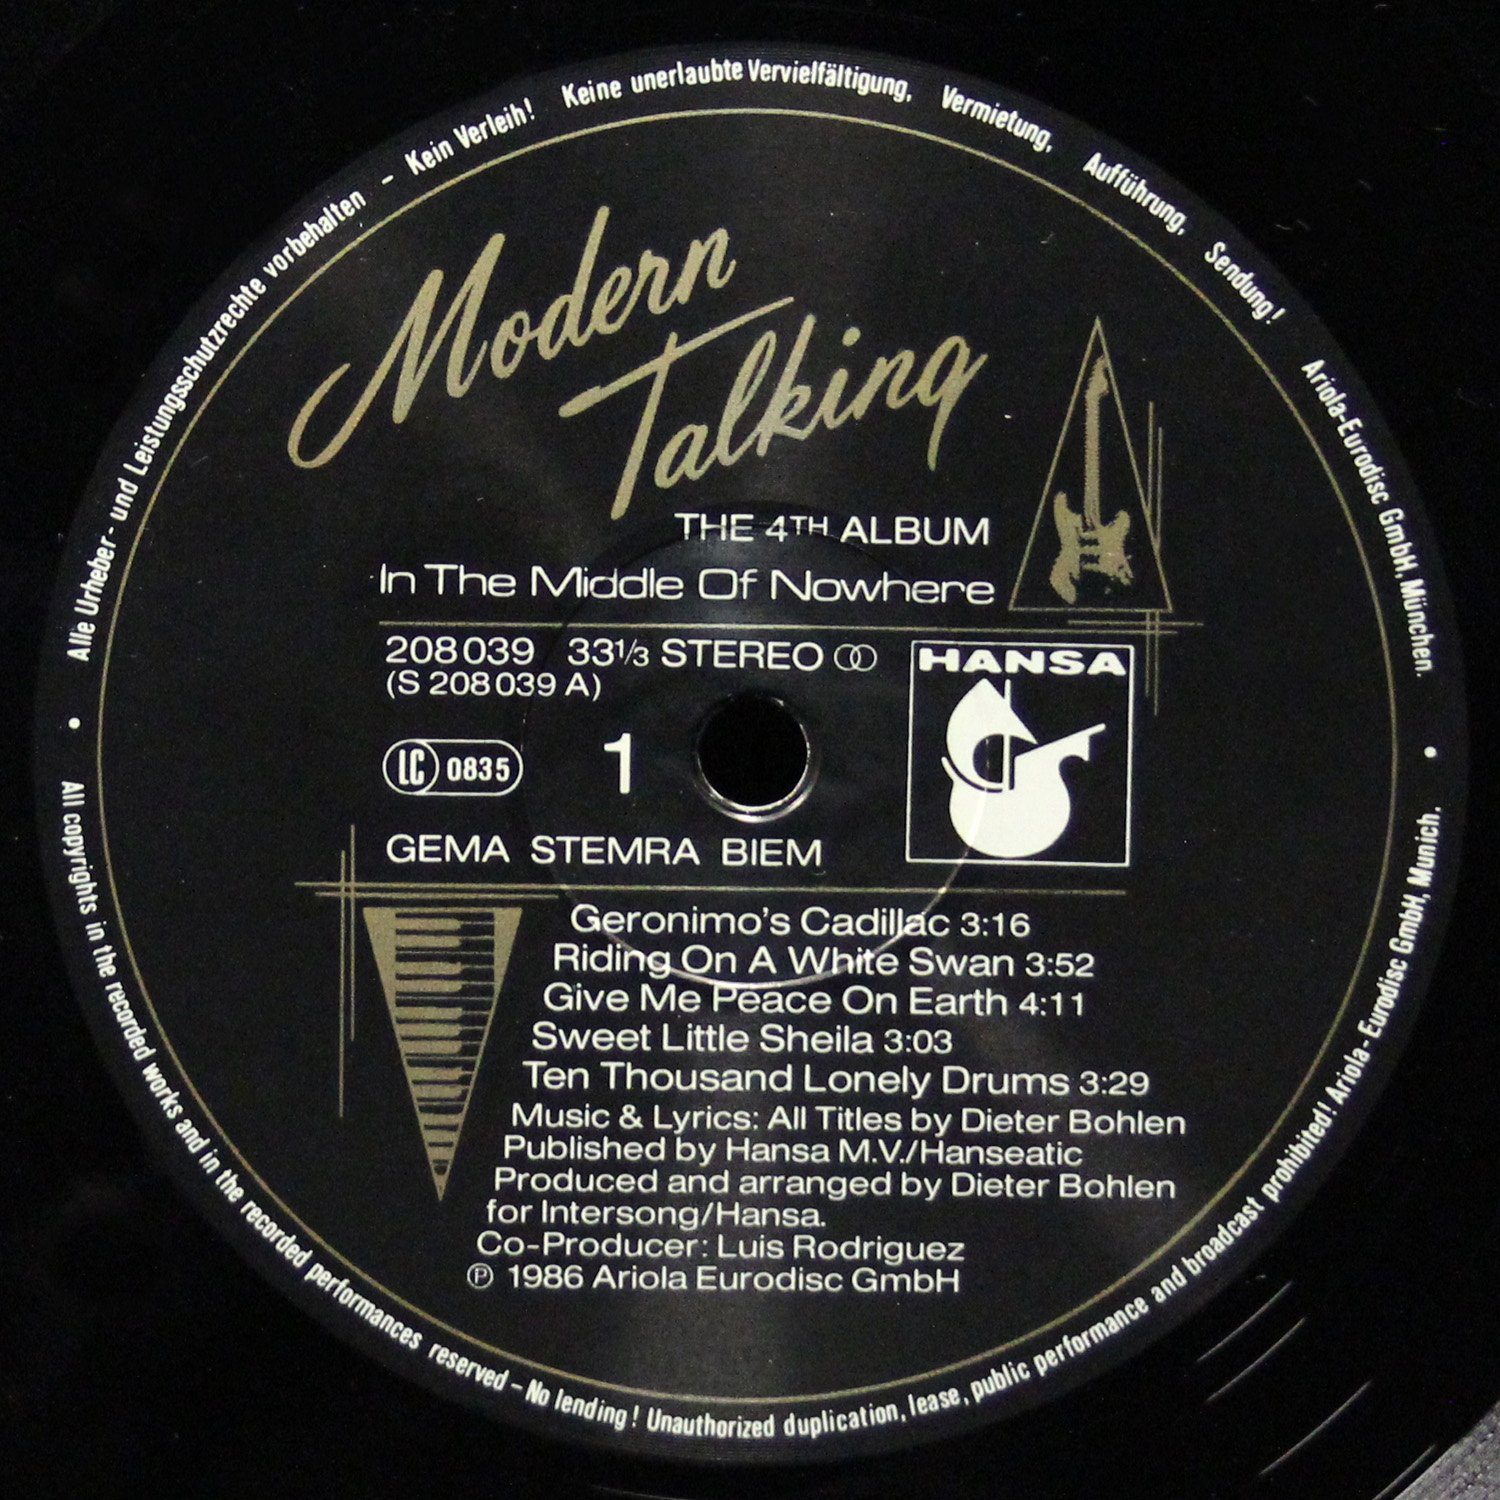 Alle Urheber- und Leistungsschutzrechte vorbehalten – Kein Verleih! Keine unerlaubte Vervielfältigung, Vermietung, Aufführung, Sendung! Ariola-Eurodisc GmbH, München.
Modern
Talking
THE 4TH ALBUM
In The Middle Of Nowhere
208 039 33⅓ STEREO
(S 208 039 A)
HANSA
LC 0835
1
GEMA STEMRA BIEM
Geronimo's Cadillac 3:16
Riding On A White Swan 3:52
Give Me Peace On Earth 4:11
Sweet Little Sheila 3:03
Ten Thousand Lonely Drums 3:29
Music & Lyrics: All Titles by Dieter Bohlen
Published by Hansa M.V./Hanseatic
Produced and arranged by Dieter Bohlen
for Intersong/Hansa.
Co-Producer: Luis Rodriguez
℗ 1986 Ariola Eurodisc GmbH
All copyrights in the recorded works and in the recorded performances reserved – No lending! Unauthorized duplication, lease, public performance and broadcast prohibited! Ariola-Eurodisc GmbH, Munich.